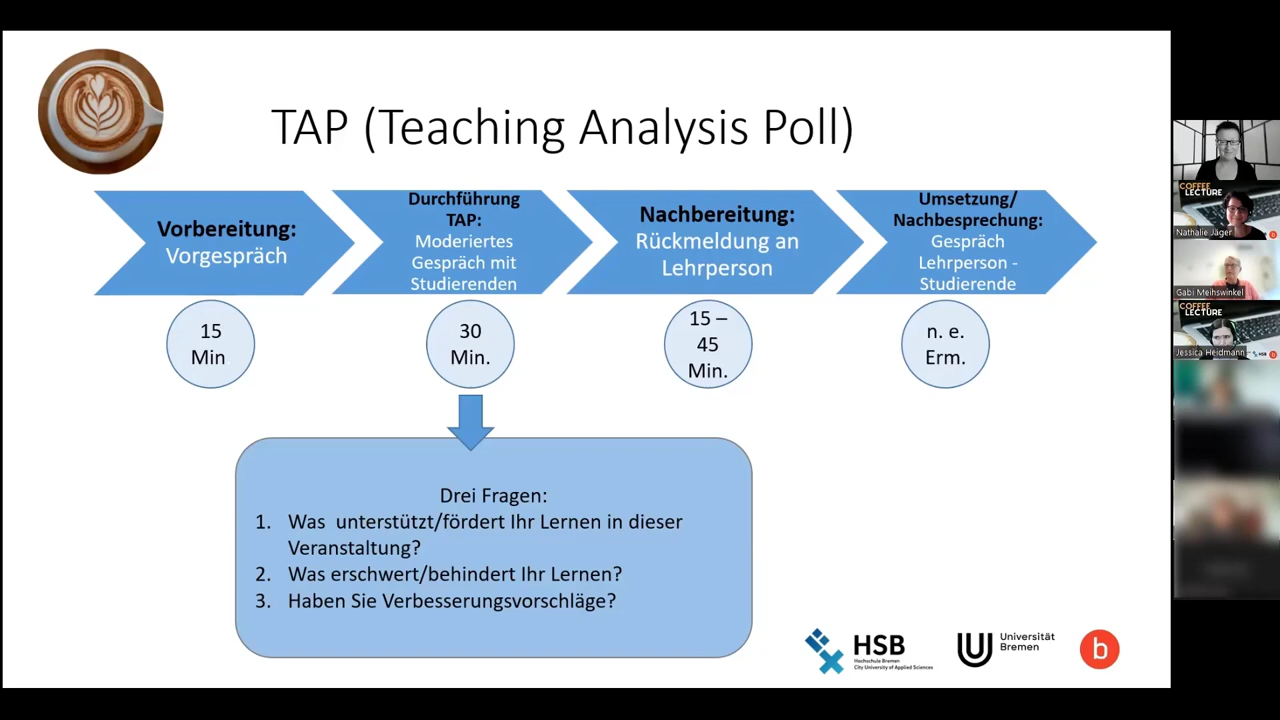 TAP (Teaching Analysis Poll)
Vorbereitung:
Vorgespräch
Durchführung
TAP:
Moderiertes
Gespräch mit
Studierenden
Nachbereitung:
Rückmeldung an
Lehrperson
Umsetzung/
Nachbesprechung:
Gespräch
Lehrperson -
Studierende
15
Min
30
Min.
15 –
45
Min.
n. e.
Erm.
Drei Fragen:
1. Was unterstützt/fördert Ihr Lernen in dieser
Veranstaltung?
2. Was erschwert/behindert Ihr Lernen?
3. Haben Sie Verbesserungsvorschläge?
HSB
Hochschule Bremen
City University of Applied Sciences
Universität
Bremen
b
COFFEE
LECTURE
Nathalie Jäger
Gabi Meihswinkel
COFFEE
LECTURE
Jessica Heidmann
HSB